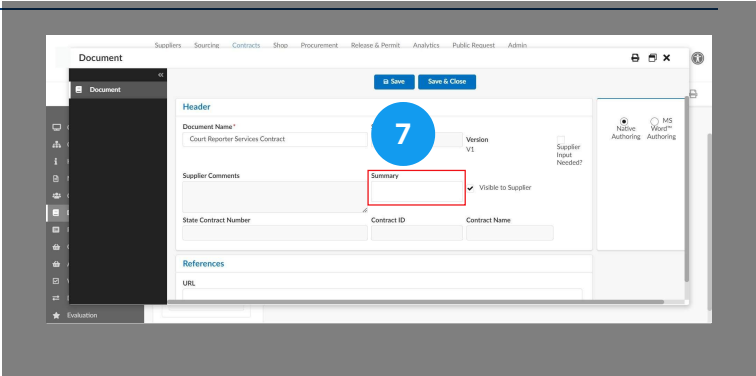 Suppliers Sourcing Contracts Shop Procurement Release & Permit Analytics Public Request Admin
Document
Document
Save Save & Close
Header
Document Name*
Court Reporter Services Contract
7
Version
V1
Supplier
Input
Needed?
Native
Authoring
MS
Word™
Authoring
Supplier Comments
Summary
Visible to Supplier
State Contract Number Contract ID Contract Name
References
URL
Evaluation